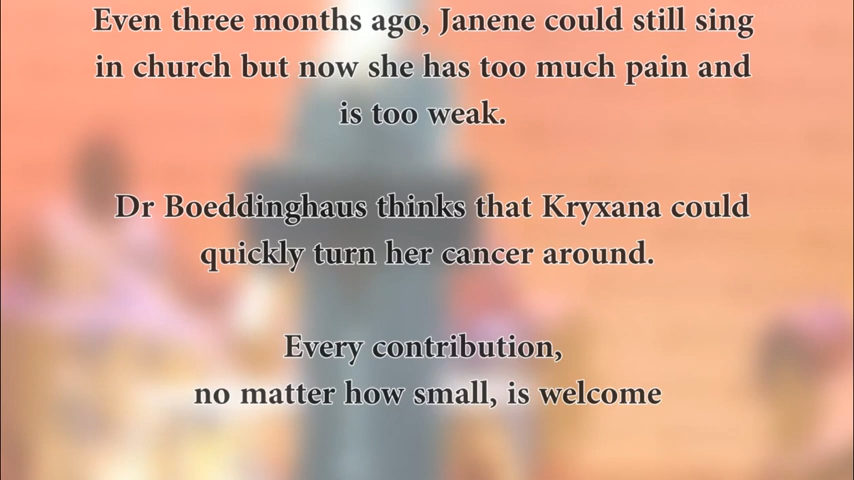 Even three months ago, Janene could still sing
in church but now she has too much pain and
is too weak.
Dr Boeddinghaus thinks that Kryxana could
quickly turn her cancer around.
Every contribution,
no matter how small, is welcome